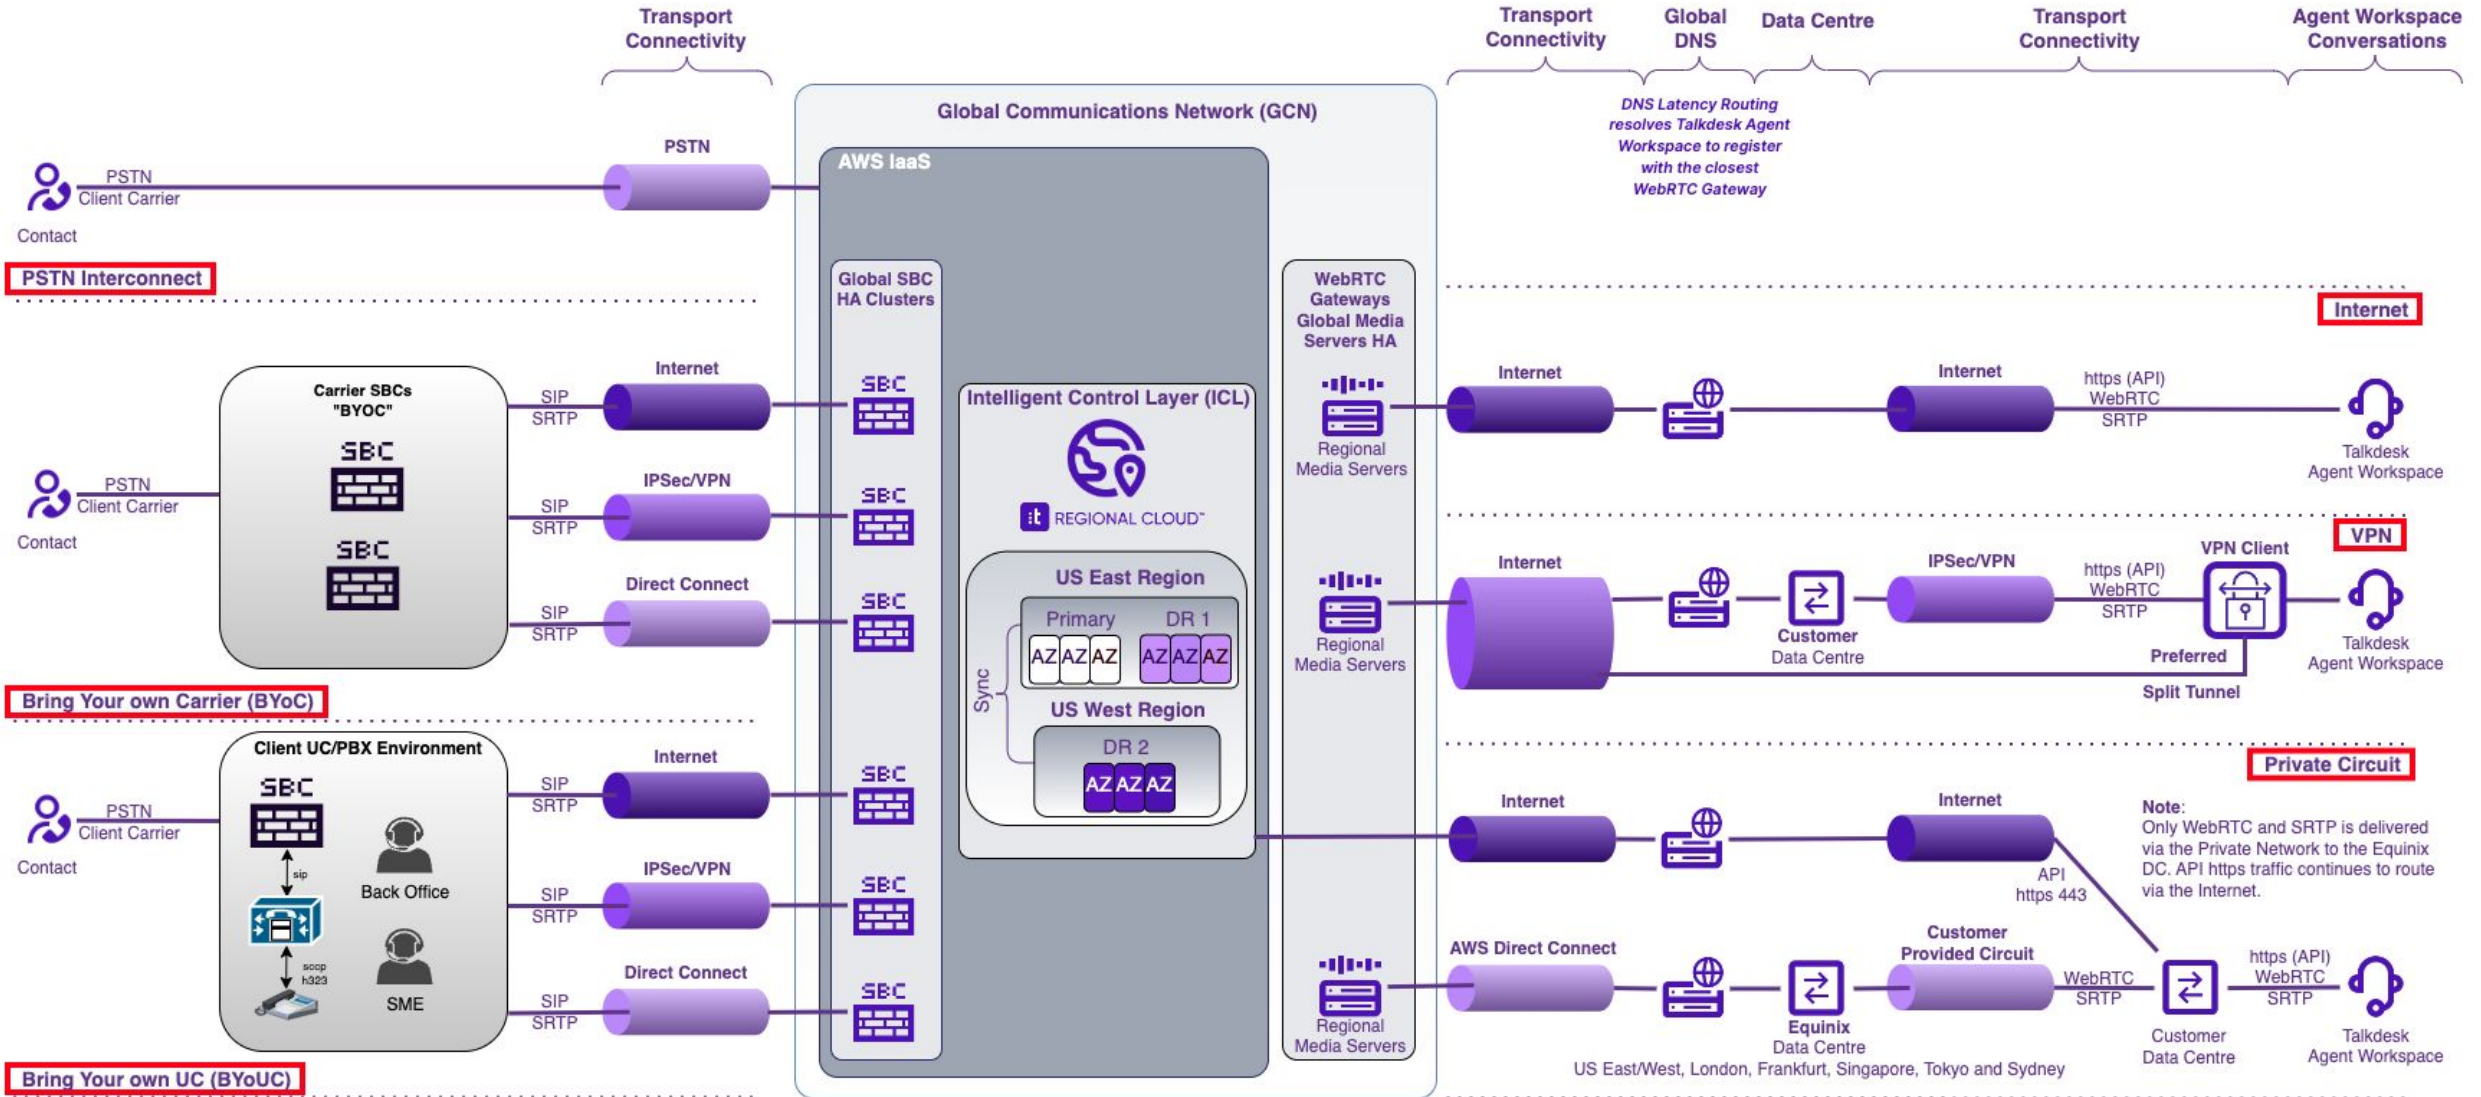 Transport
Connectivity
Transport
Connectivity
Global
DNS
Data Centre
Transport
Connectivity
Agent Workspace
Conversations
DNS Latency Routing
resolves Talkdesk Agent
Workspace to register
with the closest
WebRTC Gateway
Global Communications Network (GCN)
AWS IaaS
PSTN
PSTN
Client Carrier
Contact
PSTN Interconnect
Carrier SBCs
"BYOC"
SBC
SBC
PSTN
Client Carrier
Contact
SIP
SRTP
Internet
SIP
SRTP
IPSec/VPN
SIP
SRTP
Direct Connect
Bring Your own Carrier (BYoC)
Client UC/PBX Environment
SBC
sip
sccp
h323
Back Office
SME
PSTN
Client Carrier
Contact
SIP
SRTP
Internet
SIP
SRTP
IPSec/VPN
SIP
SRTP
Direct Connect
Bring Your own UC (BYoUC)
Global SBC
HA Clusters
SBC
SBC
SBC
SBC
SBC
SBC
Intelligent Control Layer (ICL)
:t REGIONAL CLOUD™
US East Region
Primary
DR 1
AZ AZ AZ
AZ AZ AZ
Sync
US West Region
DR 2
AZ AZ AZ
WebRTC
Gateways
Global Media
Servers HA
Regional
Media Servers
Regional
Media Servers
Regional
Media Servers
Internet
Internet
Internet
https (API)
WebRTC
SRTP
Talkdesk
Agent Workspace
VPN
Internet
Customer
Data Centre
IPSec/VPN
https (API)
WebRTC
SRTP
VPN Client
Preferred
Split Tunnel
Talkdesk
Agent Workspace
Private Circuit
Internet
Internet
API
https 443
Note:
Only WebRTC and SRTP is delivered
via the Private Network to the Equinix
DC. API https traffic continues to route
via the Internet.
AWS Direct Connect
Equinix
Data Centre
US East/West, London, Frankfurt, Singapore, Tokyo and Sydney
Customer
Provided Circuit
WebRTC
SRTP
Customer
Data Centre
https (API)
WebRTC
SRTP
Talkdesk
Agent Workspace